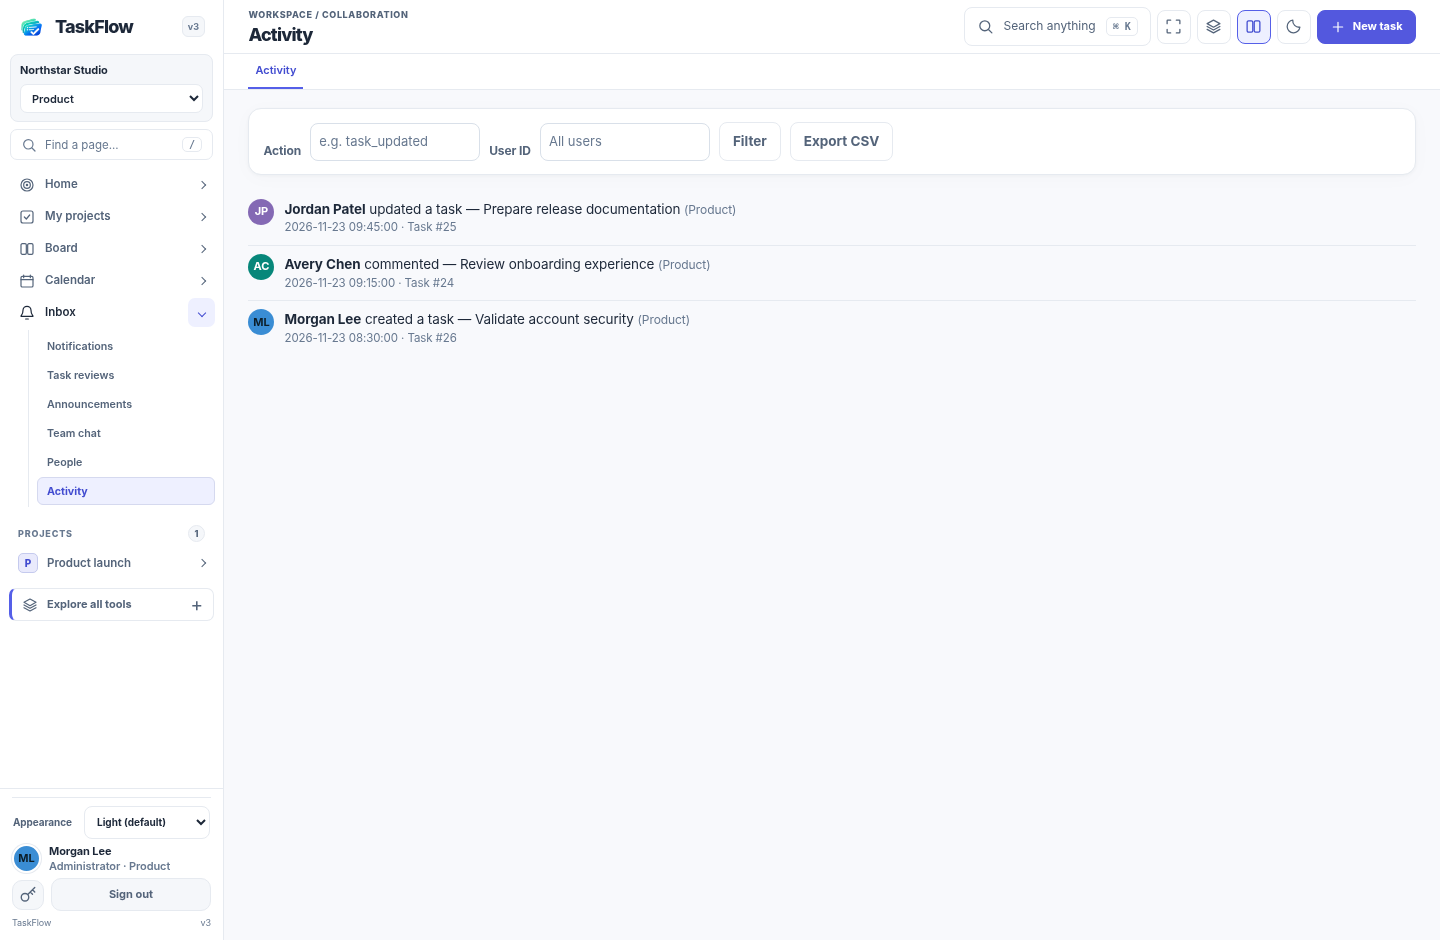 TaskFlow
v3
Northstar Studio
Product
Find a page...
/
Home
My projects
Board
Calendar
Inbox
Notifications
Task reviews
Announcements
Team chat
People
Activity
PROJECTS
1
P
Product launch
Explore all tools
+
Appearance
Light (default)
ML
Morgan Lee
Administrator · Product
Sign out
TaskFlow
v3
WORKSPACE / COLLABORATION
Activity
Search anything
⌘ K
New task
Activity
Action
e.g. task_updated
User ID
All users
Filter
Export CSV
JP
Jordan Patel updated a task — Prepare release documentation (Product)
2026-11-23 09:45:00 · Task #25
AC
Avery Chen commented — Review onboarding experience (Product)
2026-11-23 09:15:00 · Task #24
ML
Morgan Lee created a task — Validate account security (Product)
2026-11-23 08:30:00 · Task #26